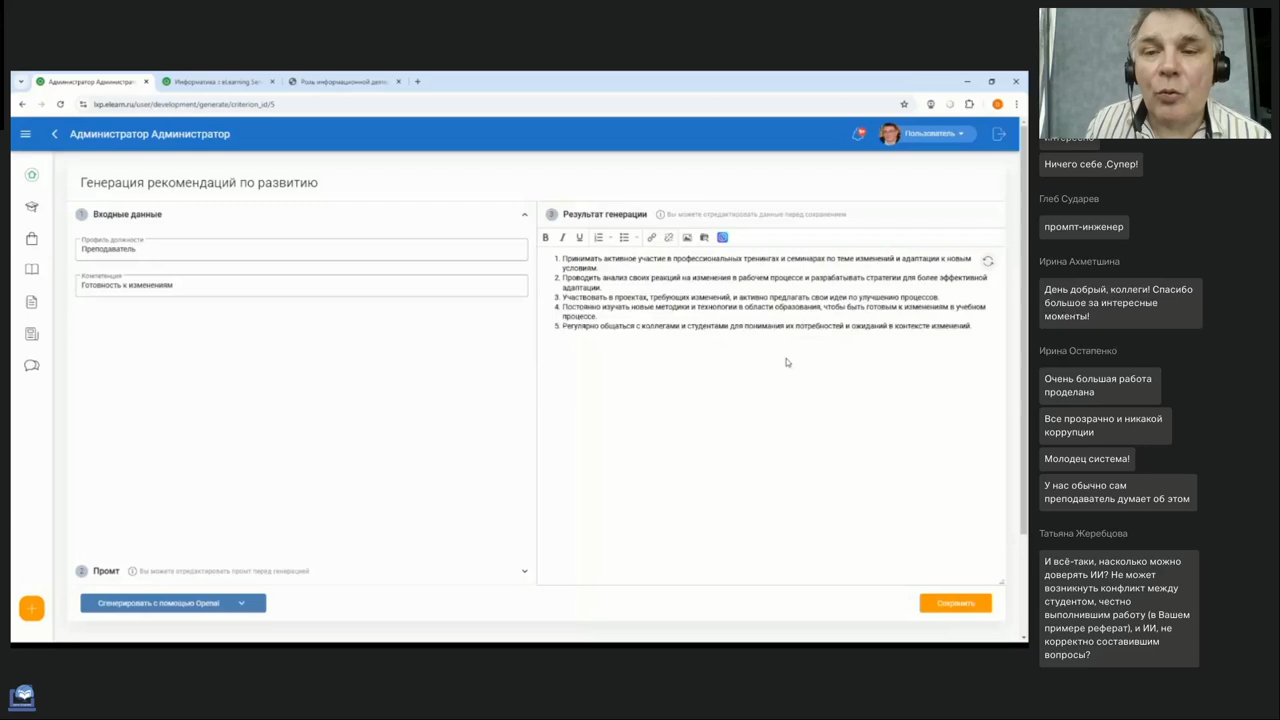 Администратор Администрат
Информатика :: eLearning Se
Роль информационной деяте
lxp.elearn.ru/user/development/generate/criterion_id/5
Администратор Администратор
Пользователь
Генерация рекомендаций по развитию
1 Входные данные
Профиль должности
Преподаватель
Компетенция
Готовность к изменениям
2 Промт Вы можете отредактировать промт перед генерацией
Сгенерировать с помощью Openai
3 Результат генерации Вы можете отредактировать данные перед сохранением
1. Принимать активное участие в профессиональных тренингах и семинарах по теме изменений и адаптации к новым
условиям.
2. Проводить анализ своих реакций на изменения в рабочем процессе и разрабатывать стратегии для более эффективной
адаптации.
3. Участвовать в проектах, требующих изменений, и активно предлагать свои идеи по улучшению процессов.
4. Постоянно изучать новые методики и технологии в области образования, чтобы быть готовым к изменениям в учебном
процессе.
5. Регулярно общаться с коллегами и студентами для понимания их потребностей и ожиданий в контексте изменений.
Сохранить
интересно
Ничего себе ,Супер!
Глеб Сударев
промпт-инженер
Ирина Ахметшина
День добрый, коллеги! Спасибо
большое за интересные
моменты!
Ирина Остапенко
Очень большая работа
проделана
Все прозрачно и никакой
коррупции
Молодец система!
У нас обычно сам
преподаватель думает об этом
Татьяна Жеребцова
И всё-таки, насколько можно
доверять ИИ? Не может
возникнуть конфликт между
студентом, честно
выполнившим работу (в Вашем
примере реферат), и ИИ, не
корректно составившим
вопросы?